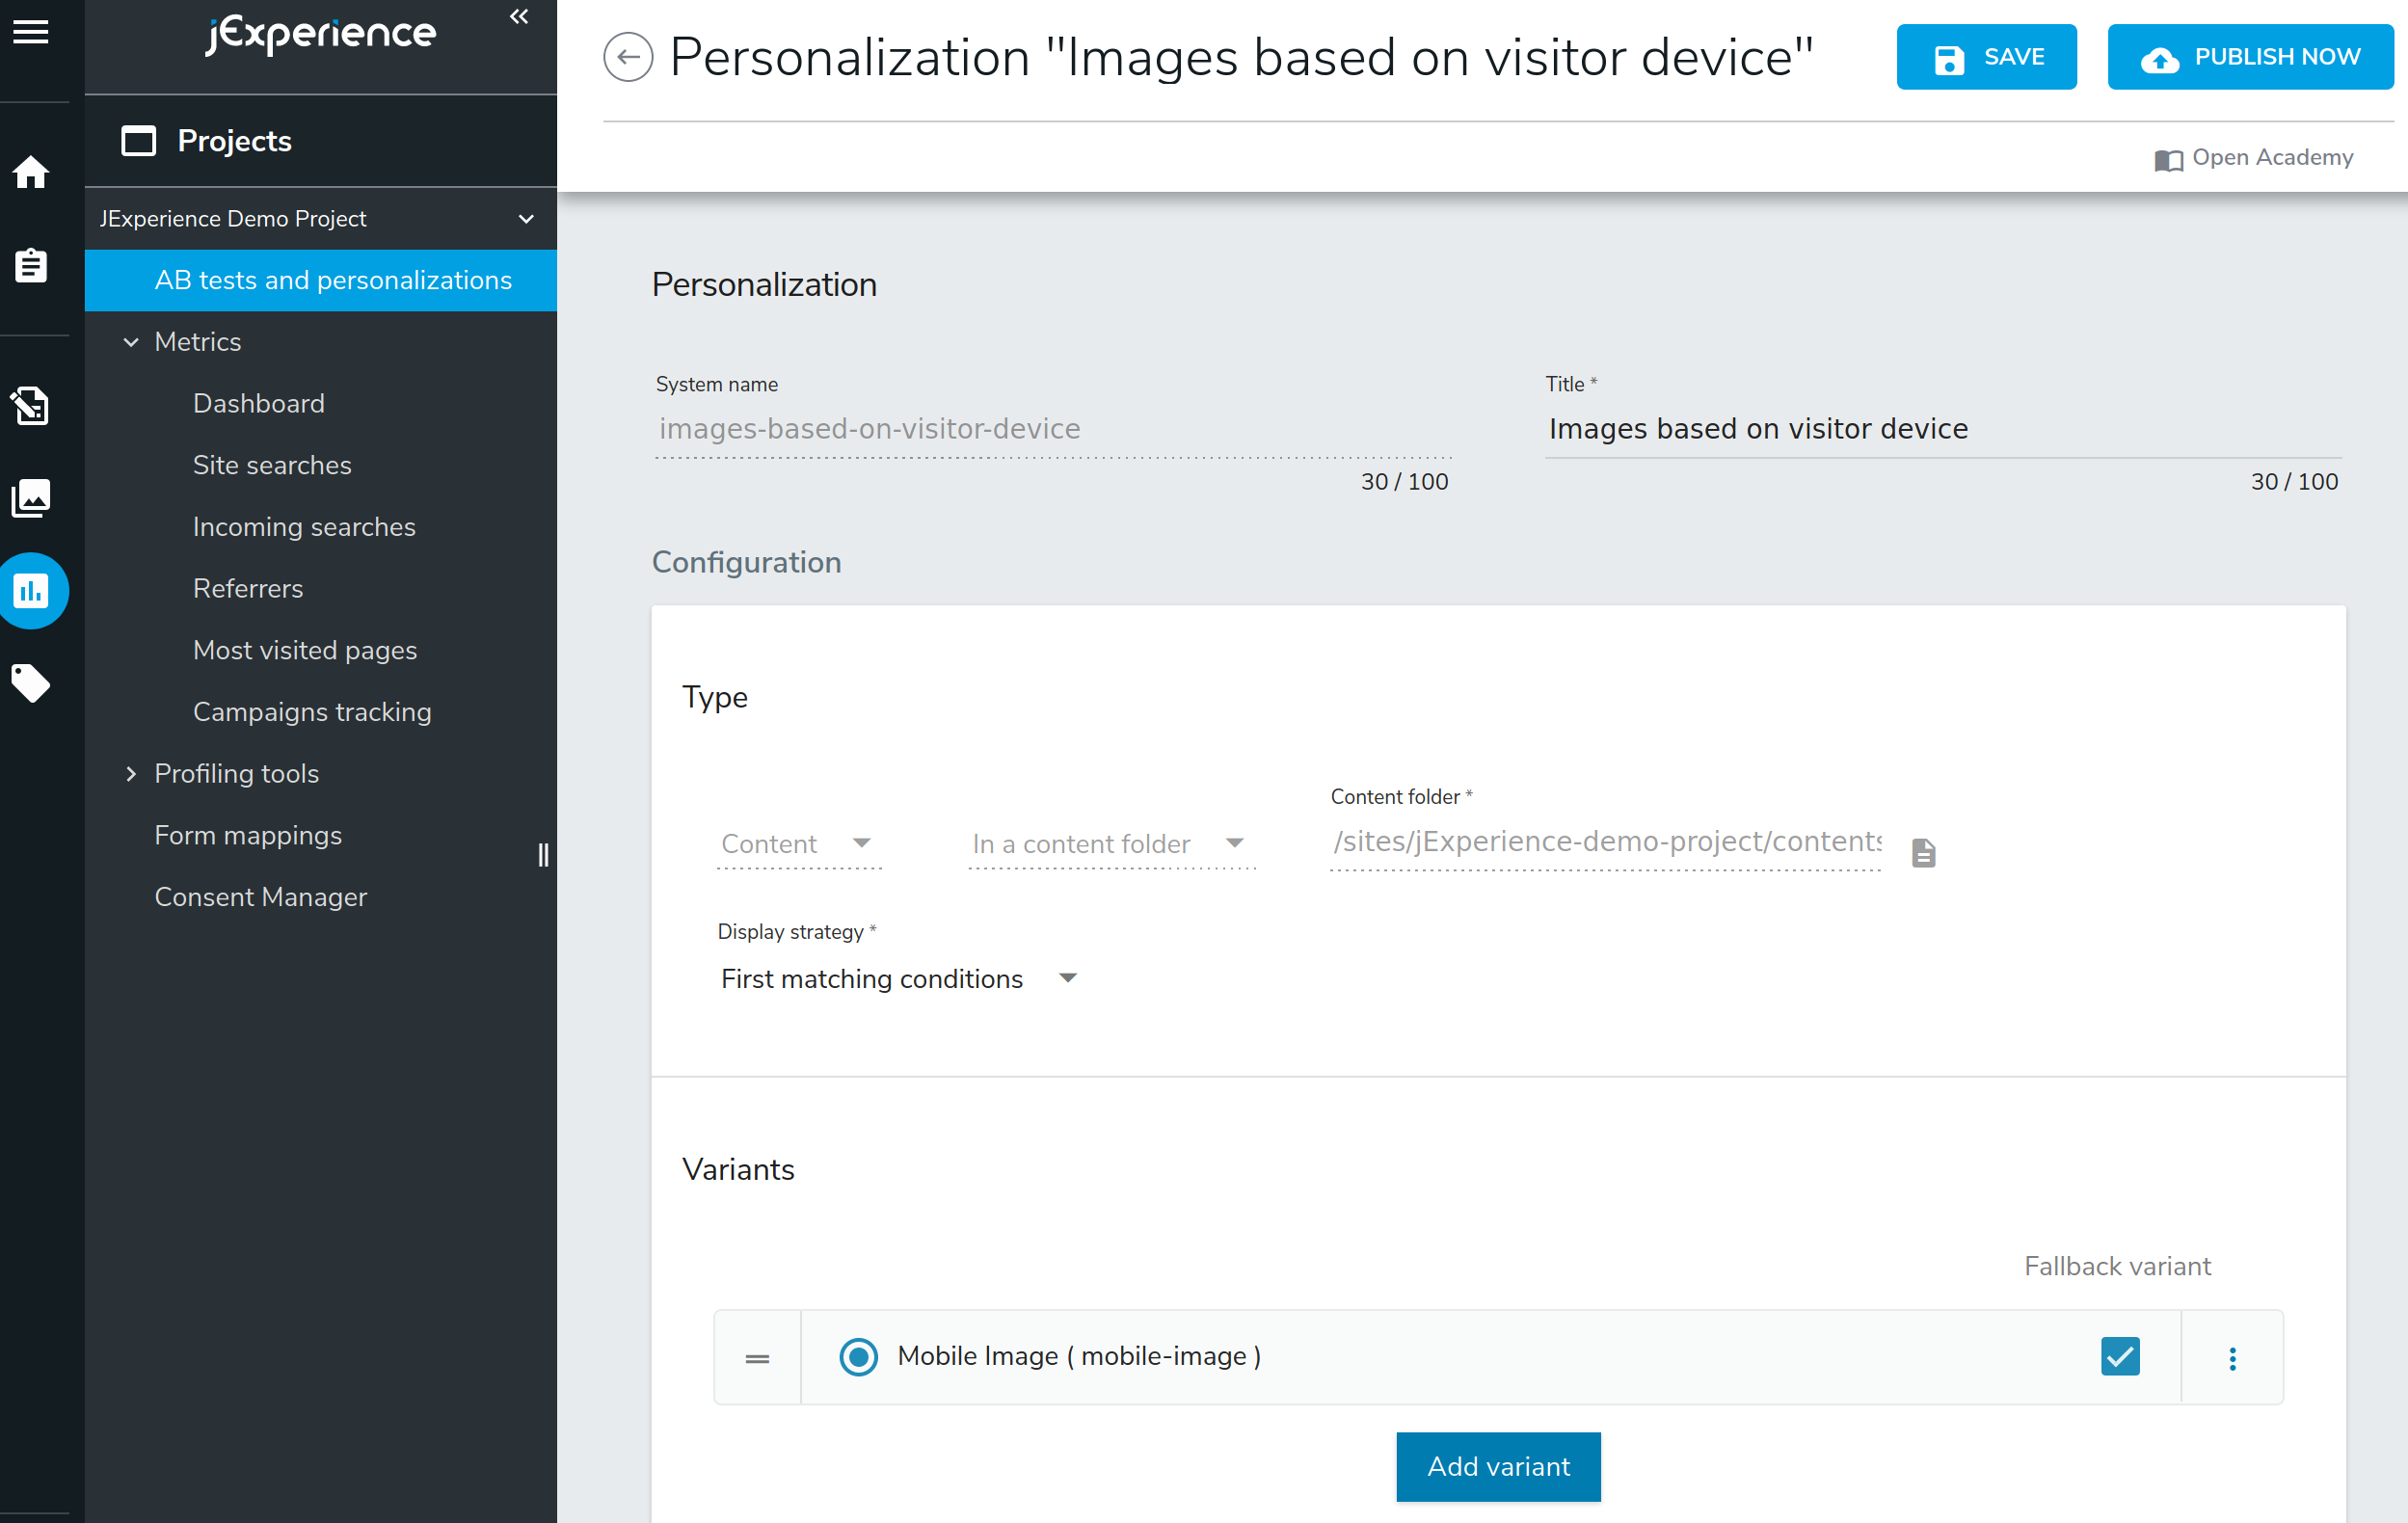 jExperience
Projects
JExperience Demo Project
AB tests and personalizations
Metrics
Dashboard
Site searches
Incoming searches
Referrers
Most visited pages
Campaigns tracking
Profiling tools
Form mappings
Consent Manager
Personalization "Images based on visitor device"
SAVE
PUBLISH NOW
Open Academy
Personalization
System name
images-based-on-visitor-device
30 / 100
Title *
Images based on visitor device
30 / 100
Configuration
Type
Content
In a content folder
Content folder *
/sites/jExperience-demo-project/contents
Display strategy *
First matching conditions
Variants
Fallback variant
Mobile Image ( mobile-image )
Add variant